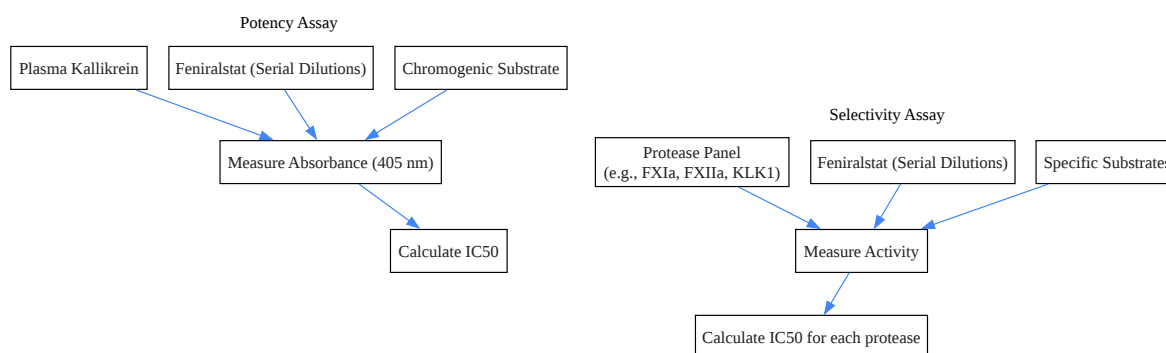 Potency Assay
Plasma Kallikrein
Feniralstat (Serial Dilutions)
Chromogenic Substrate
Measure Absorbance (405 nm)
Calculate IC50
Selectivity Assay
Protease Panel
(e.g., FXIa, FXIIa, KLK1)
Feniralstat (Serial Dilutions)
Specific Substrates
Measure Activity
Calculate IC50 for each protease